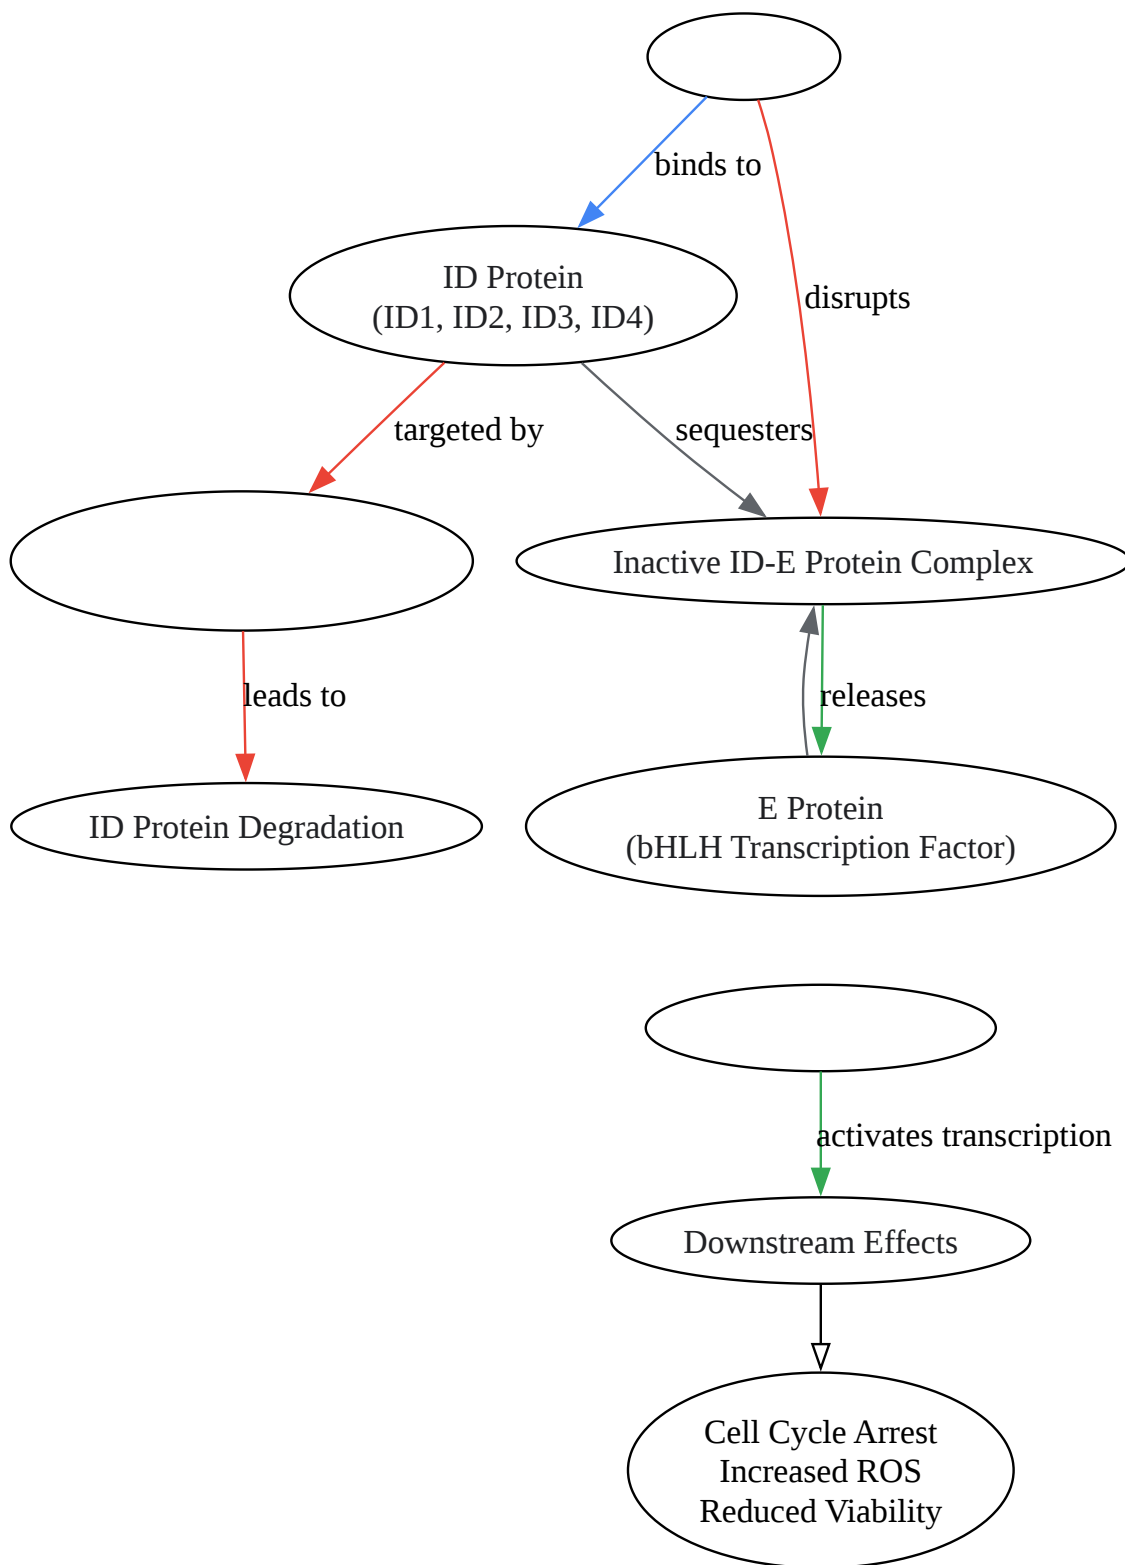 binds to
ID Protein
(ID1, ID2, ID3, ID4)
disrupts
targeted by
sequesters
Inactive ID-E Protein Complex
leads to
releases
ID Protein Degradation
E Protein
(bHLH Transcription Factor)
activates transcription
Downstream Effects
Cell Cycle Arrest
Increased ROS
Reduced Viability